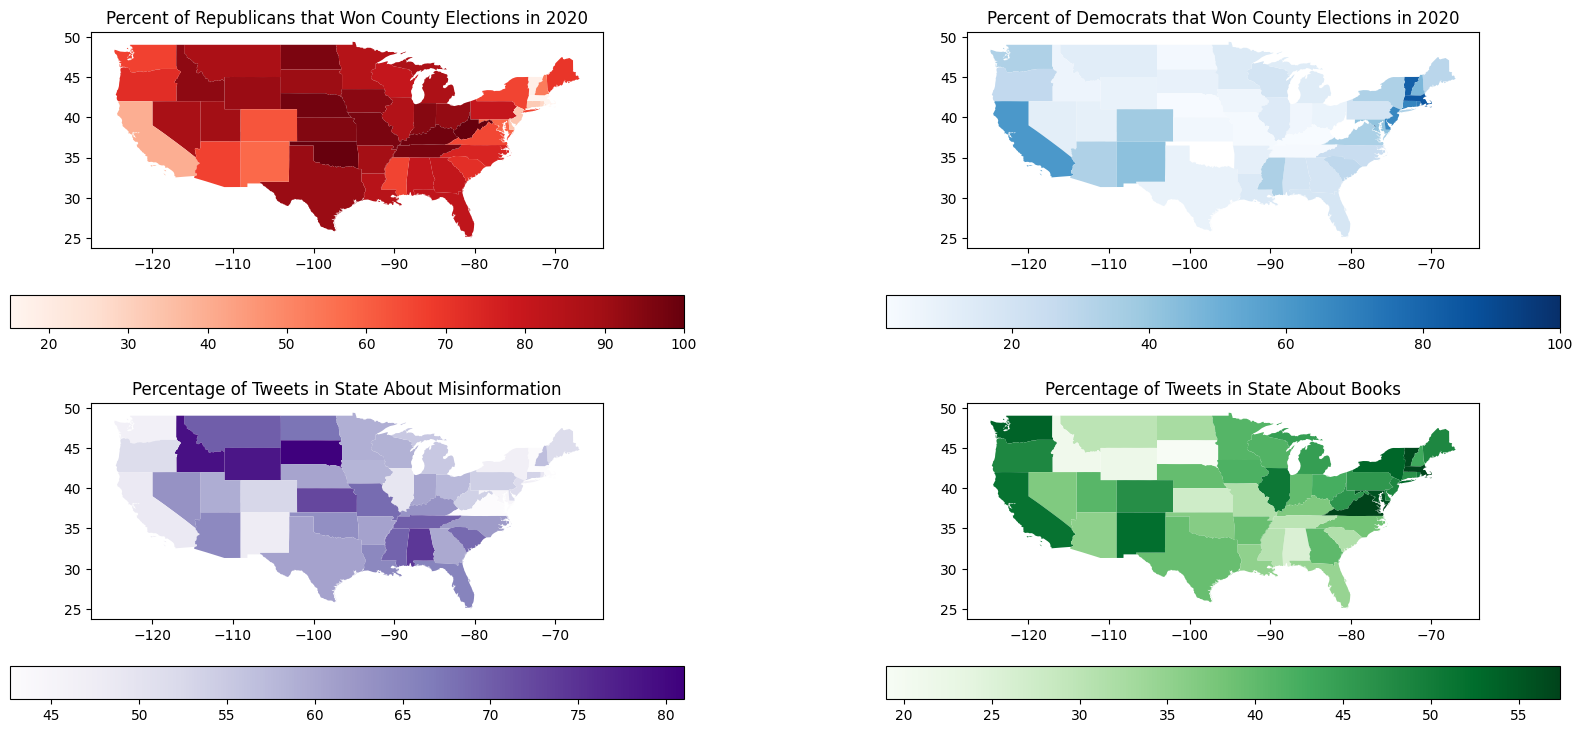 Percent of Republicans that Won County Elections in 2020
50
45
40
35
30
25
−120 −110 −100 −90 −80 −70
20 30 40 50 60 70 80 90 100
Percent of Democrats that Won County Elections in 2020
50
45
40
35
30
25
−120 −110 −100 −90 −80 −70
20 40 60 80 100
Percentage of Tweets in State About Misinformation
50
45
40
35
30
25
−120 −110 −100 −90 −80 −70
45 50 55 60 65 70 75 80
Percentage of Tweets in State About Books
50
45
40
35
30
25
−120 −110 −100 −90 −80 −70
20 25 30 35 40 45 50 55